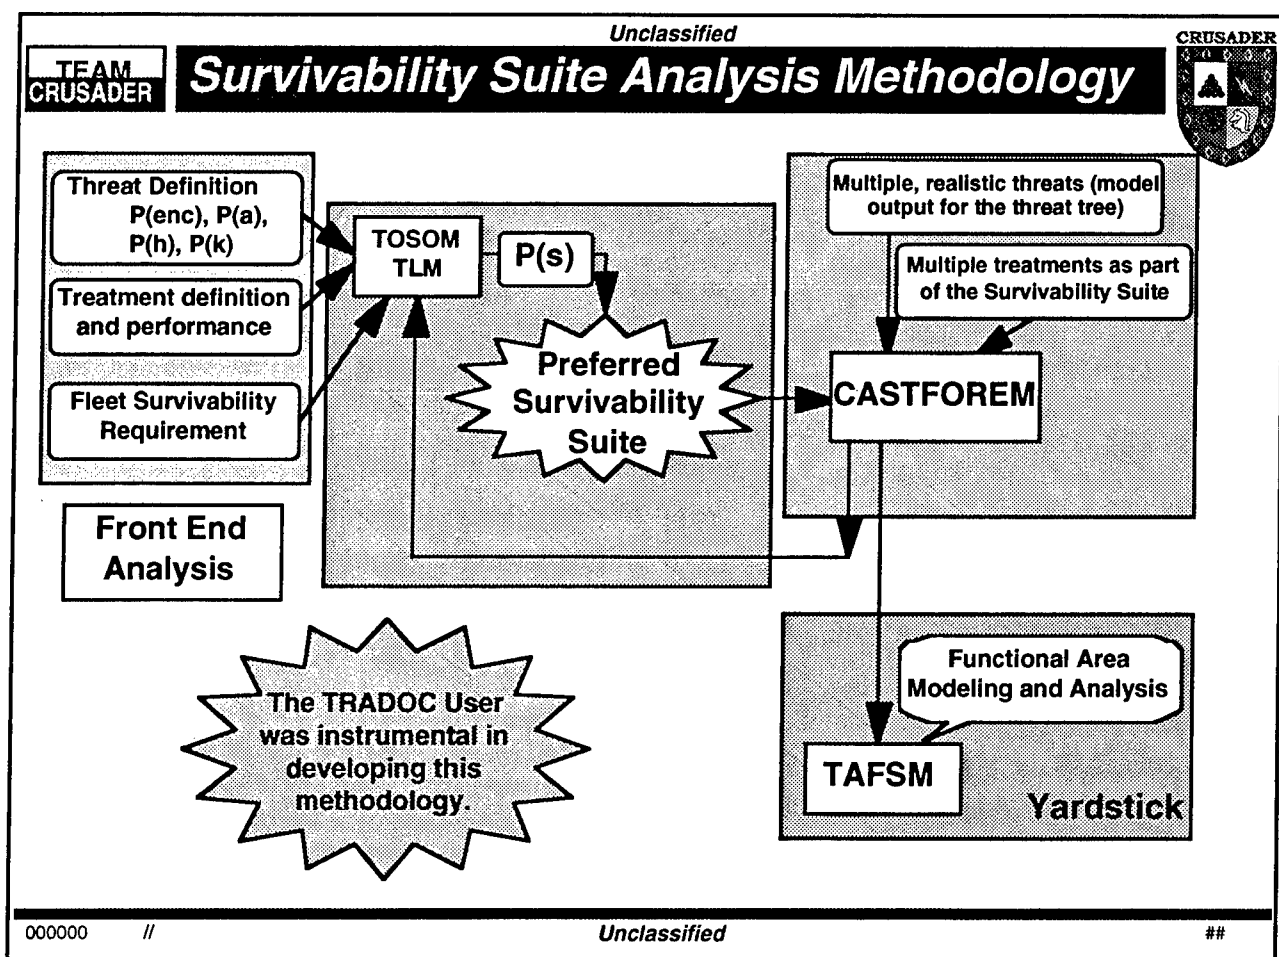 Unclassified
TEAM
CRUSADER
Survivability Suite Analysis Methodology
CRUSADER
Threat Definition
P(enc), P(a),
P(h), P(k)
Treatment definition
and performance
Fleet Survivability
Requirement
Front End
Analysis
TOSOM
TLM
P(s)
Preferred
Survivability
Suite
Multiple, realistic threats (model
output for the threat tree)
Multiple treatments as part
of the Survivability Suite
CASTFOREM
The TRADOC User
was instrumental in
developing this
methodology.
Functional Area
Modeling and Analysis
TAFSM
Yardstick
000000 //
Unclassified
##